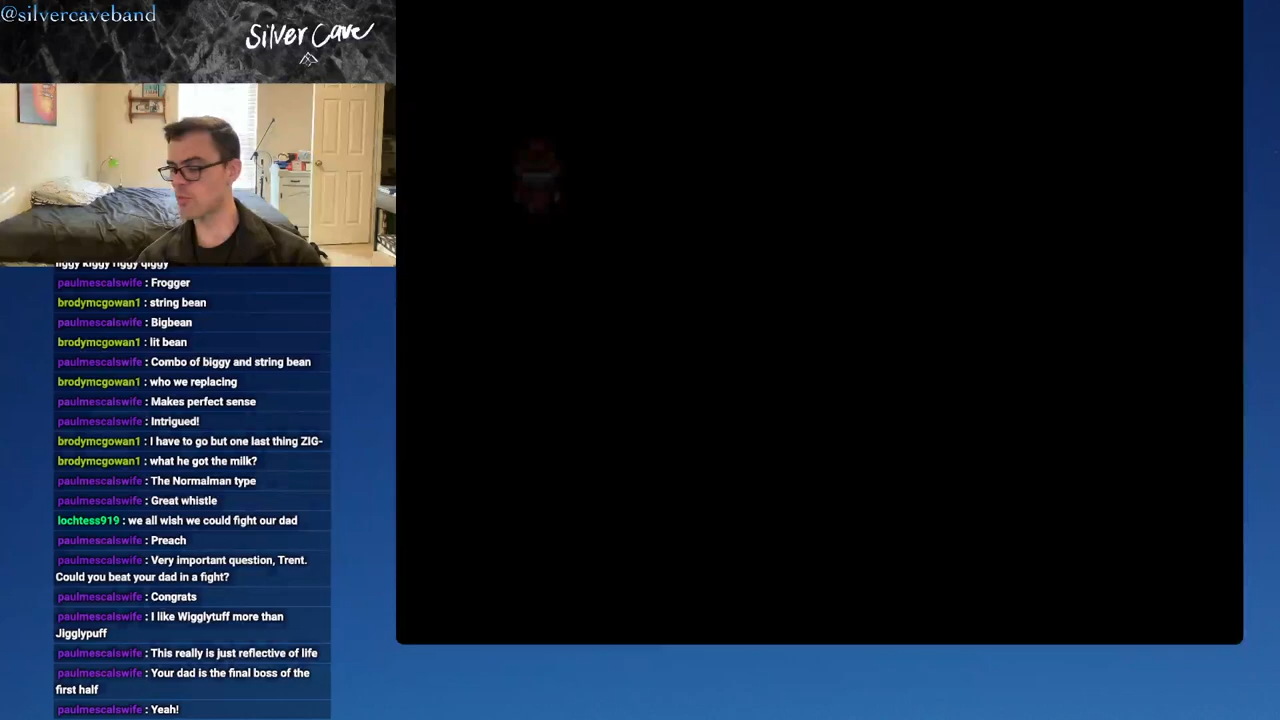 @silvercaveband
Silver Cave
liggy kiggy riggy qiggy
paulmescalswife : Frogger
brodymcgowan1 : string bean
paulmescalswife : Bigbean
brodymcgowan1 : lit bean
paulmescalswife : Combo of biggy and string bean
brodymcgowan1 : who we replacing
paulmescalswife : Makes perfect sense
paulmescalswife : Intrigued!
brodymcgowan1 : I have to go but one last thing ZIG-
brodymcgowan1 : what he got the milk?
paulmescalswife : The Normalman type
paulmescalswife : Great whistle
lochtess919 : we all wish we could fight our dad
paulmescalswife : Preach
paulmescalswife : Very important question, Trent.
Could you beat your dad in a fight?
paulmescalswife : Congrats
paulmescalswife : I like Wigglytuff more than
Jigglypuff
paulmescalswife : This really is just reflective of life
paulmescalswife : Your dad is the final boss of the
first half
paulmescalswife : Yeah!